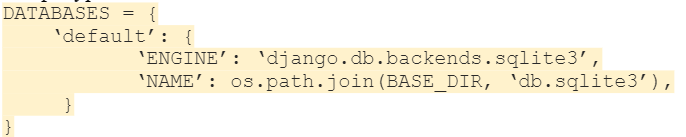 DATABASES = {
    ‘default’: {
           ‘ENGINE’: ‘django.db.backends.sqlite3’,
           ‘NAME’: os.path.join(BASE_DIR, ‘db.sqlite3’),
     }
}